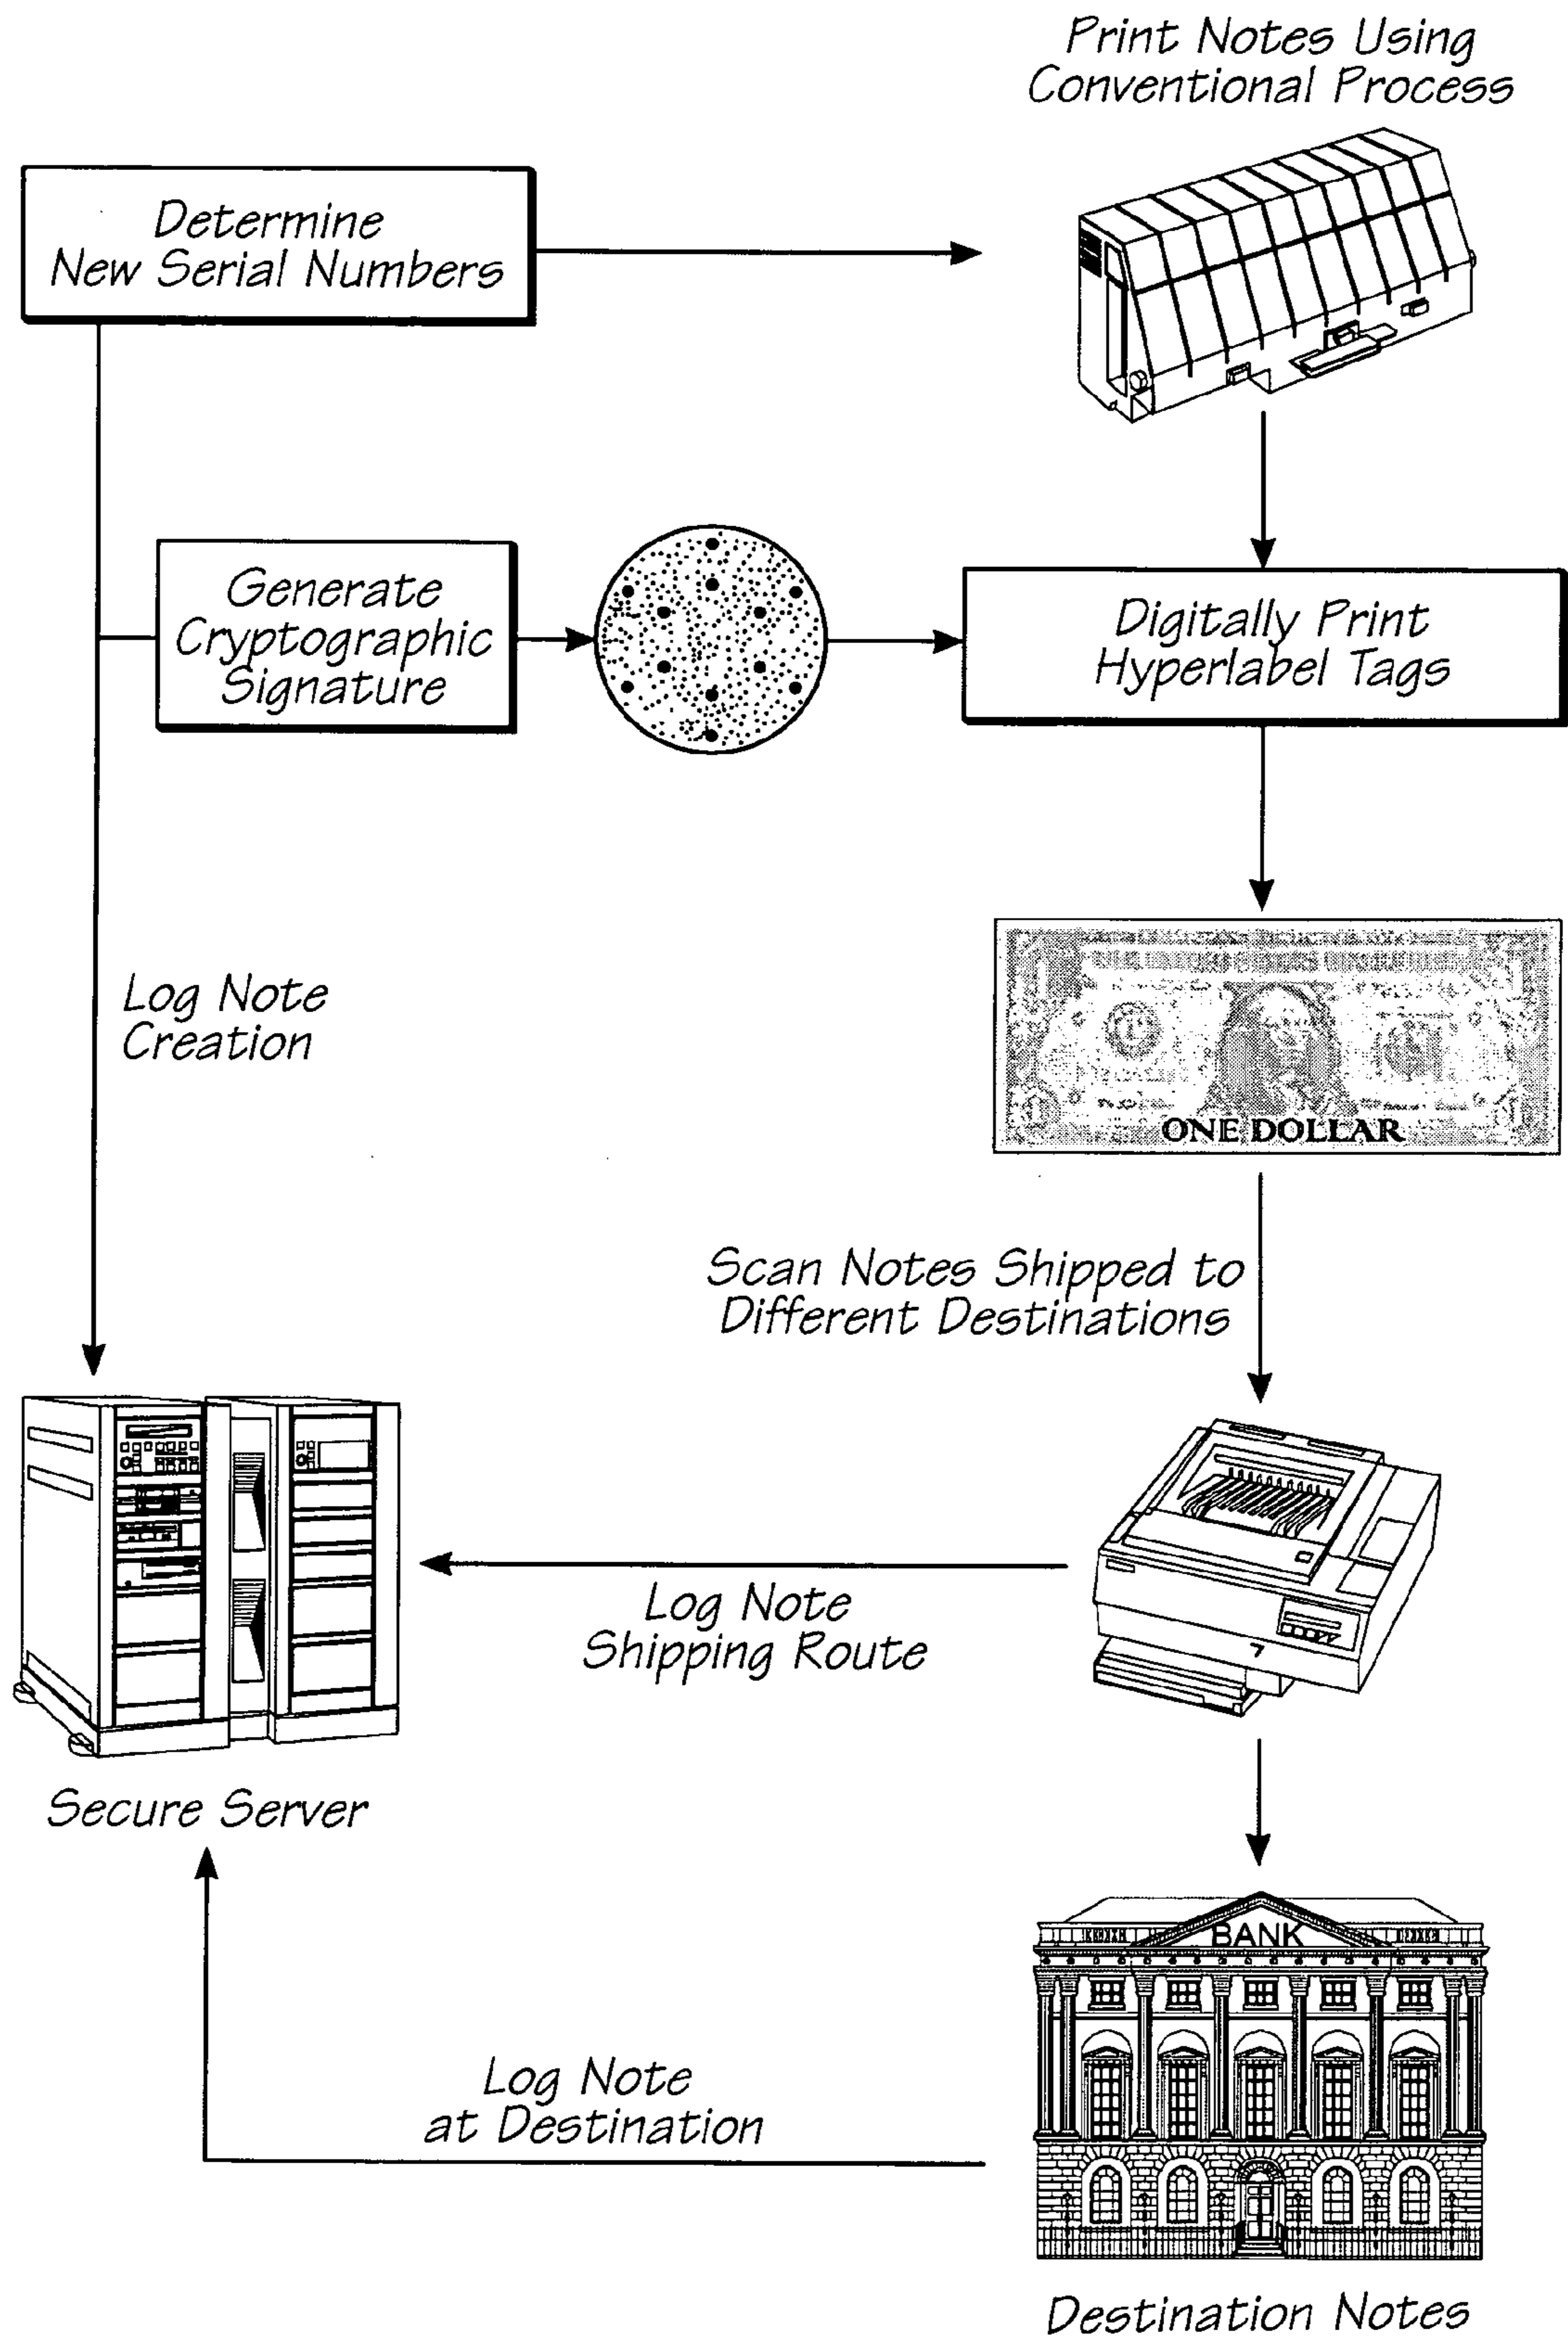 Print Notes Using
Conventional Process
Determine
New Serial Numbers
Generate
Cryptographic
Signature
Digitally Print
Hyperlabel Tags
Log Note
Creation
ONE DOLLAR
Scan Notes Shipped to
Different Destinations
Log Note
Shipping Route
Secure Server
BANK
Log Note
at Destination
Destination Notes